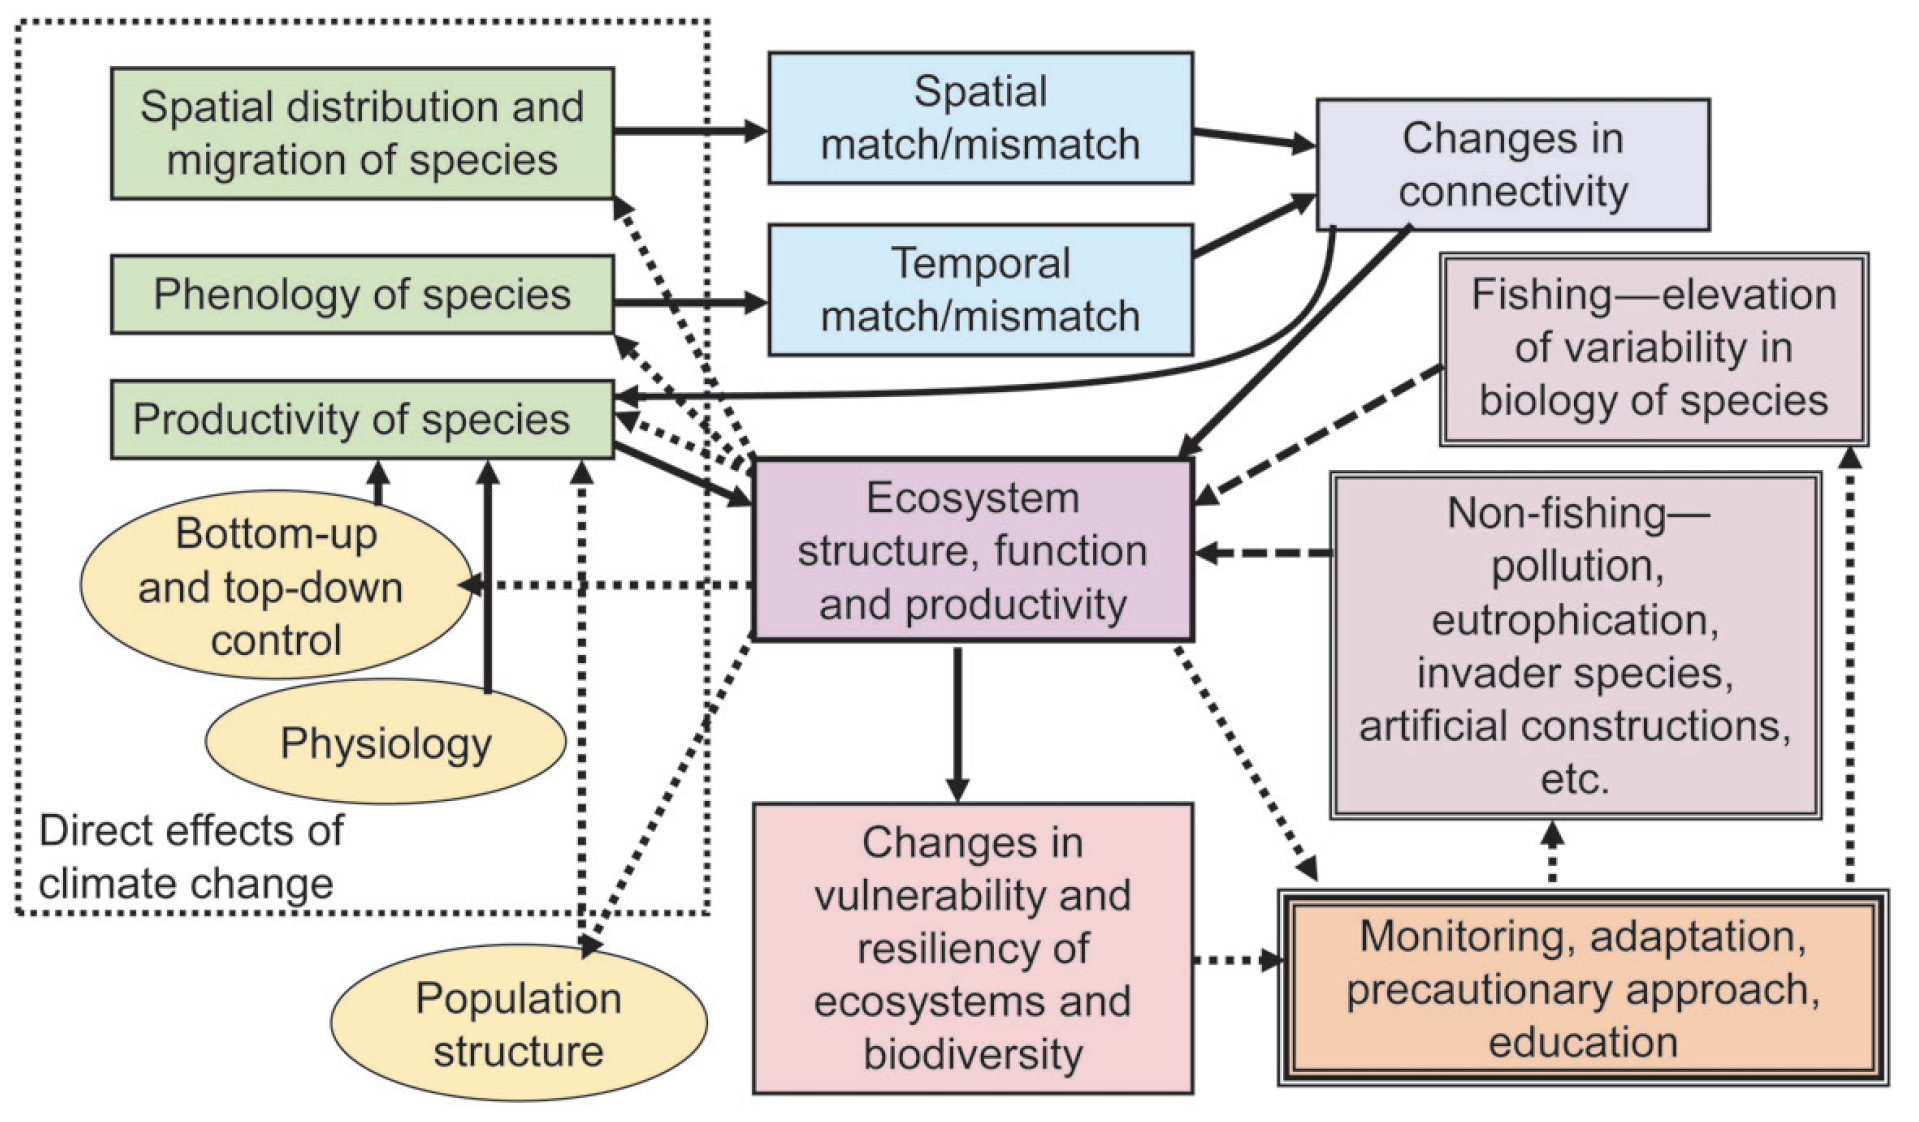 Spatial distribution and
migration of species
Spatial
match/mismatch
Changes in
connectivity
Phenology of species
Temporal
match/mismatch
Fishing—elevation
of variability in
biology of species
Productivity of species
Bottom-up
and top-down
control
Ecosystem
structure, function
and productivity
Non-fishing—
pollution,
eutrophication,
invader species,
artificial constructions,
etc.
Physiology
Direct effects of
climate change
Changes in
vulnerability and
resiliency of
ecosystems and
biodiversity
Monitoring, adaptation,
precautionary approach,
education
Population
structure